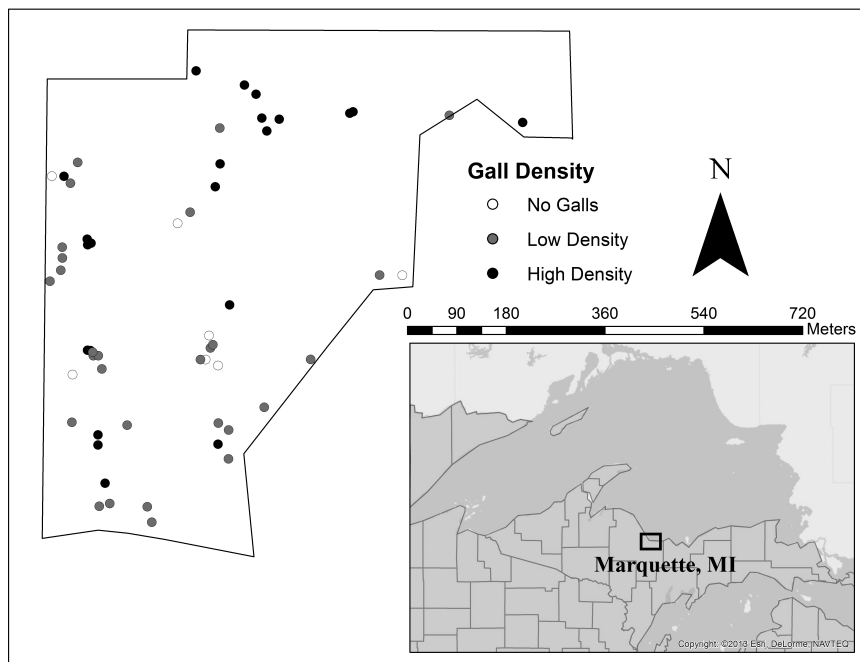 Gall Density
No Galls
Low Density
High Density
N
0 90 180 360 540 720
Meters
Marquette, MI
Copyright: ©2013 Esri, DeLorme, NAVTEQ